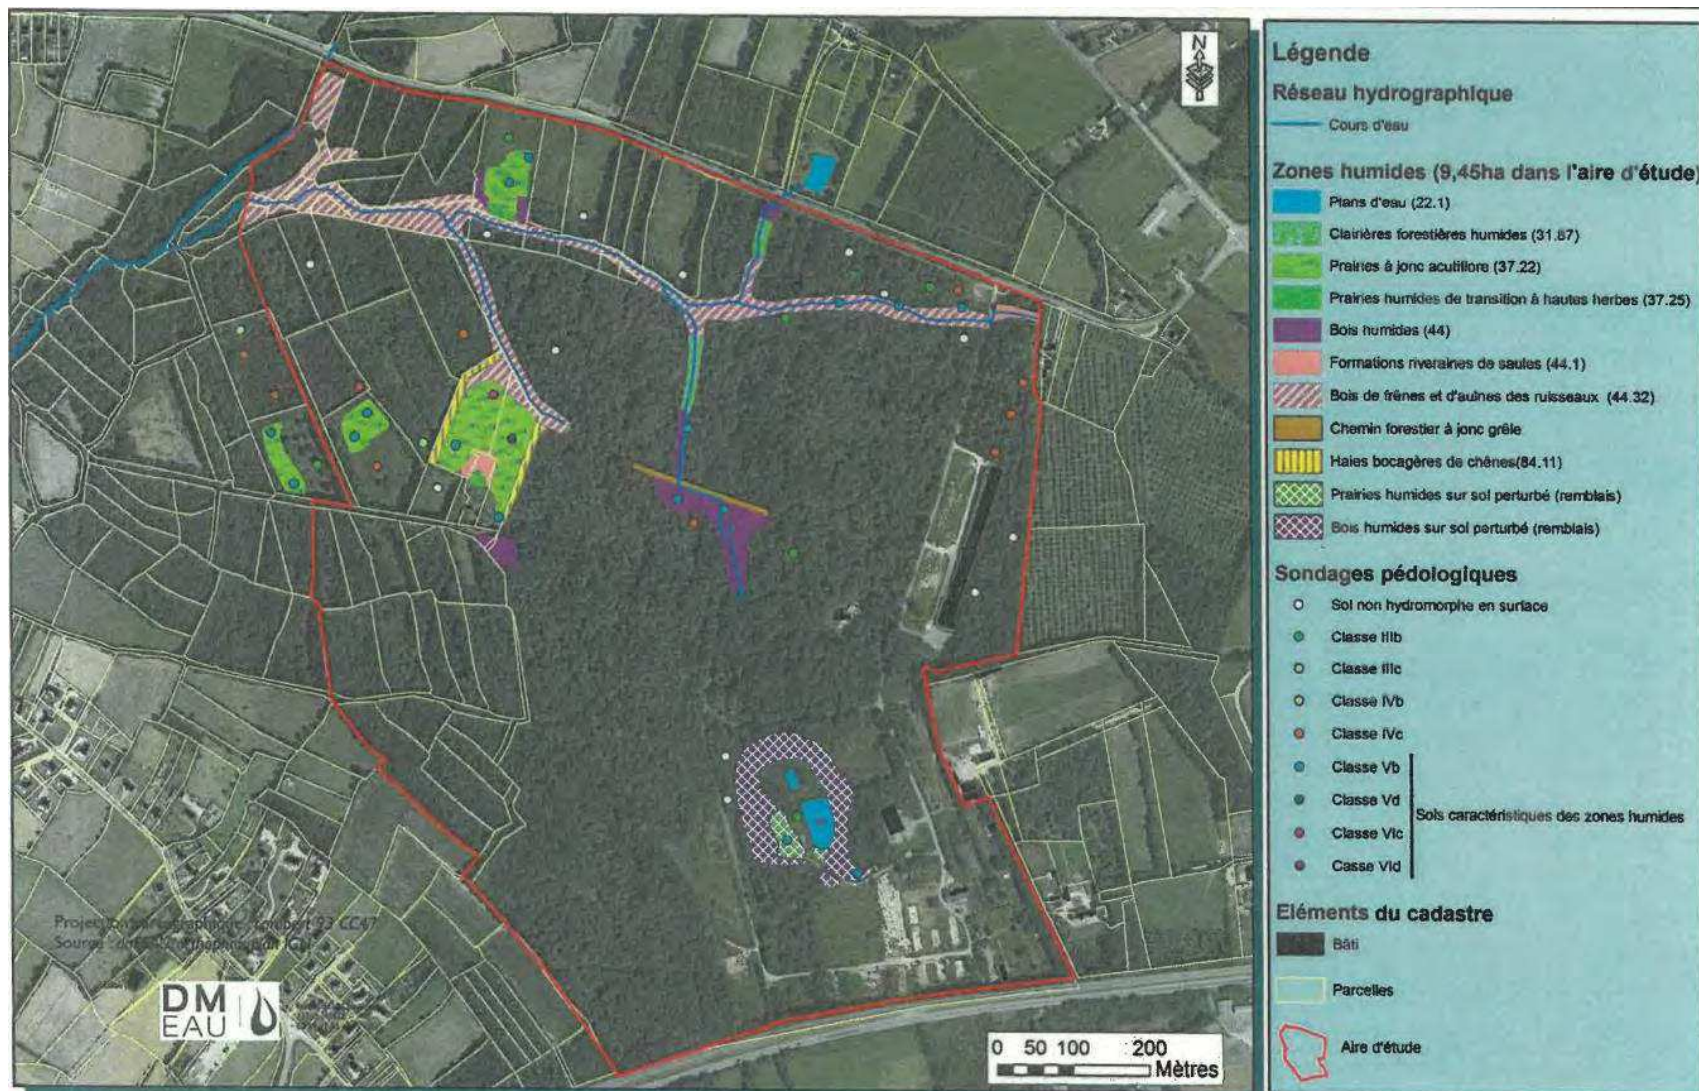 N
Projection cartographique : Lambert 93 CC47
DM
EAU
0 50 100 200
Mètres
Légende
Réseau hydrographique
Cours d'eau
Zones humides (9,45ha dans l'aire d'étude)
Plans d'eau (22.1)
Clairières forestières humides (31.87)
Prairies à jonc acutiflore (37.22)
Prairies humides de transition à hautes herbes (37.25)
Bois humides (44)
Formations riveraines de saules (44.1)
Bois de frênes et d'aulnes des ruisseaux (44.32)
Chemin forestier à jonc grêle
Haies bocagères de chênes(84.11)
Prairies humides sur sol perturbé (remblais)
Bois humides sur sol perturbé (remblais)
Sondages pédologiques
Sol non hydromorphe en surface
Classe IIIb
Classe IIIc
Classe IVb
Classe IVc
Classe Vb
Classe Vd
Sols caractéristiques des zones humides
Classe VIc
Casse VId
Eléments du cadastre
Bâti
Parcelles
Aire d'étude